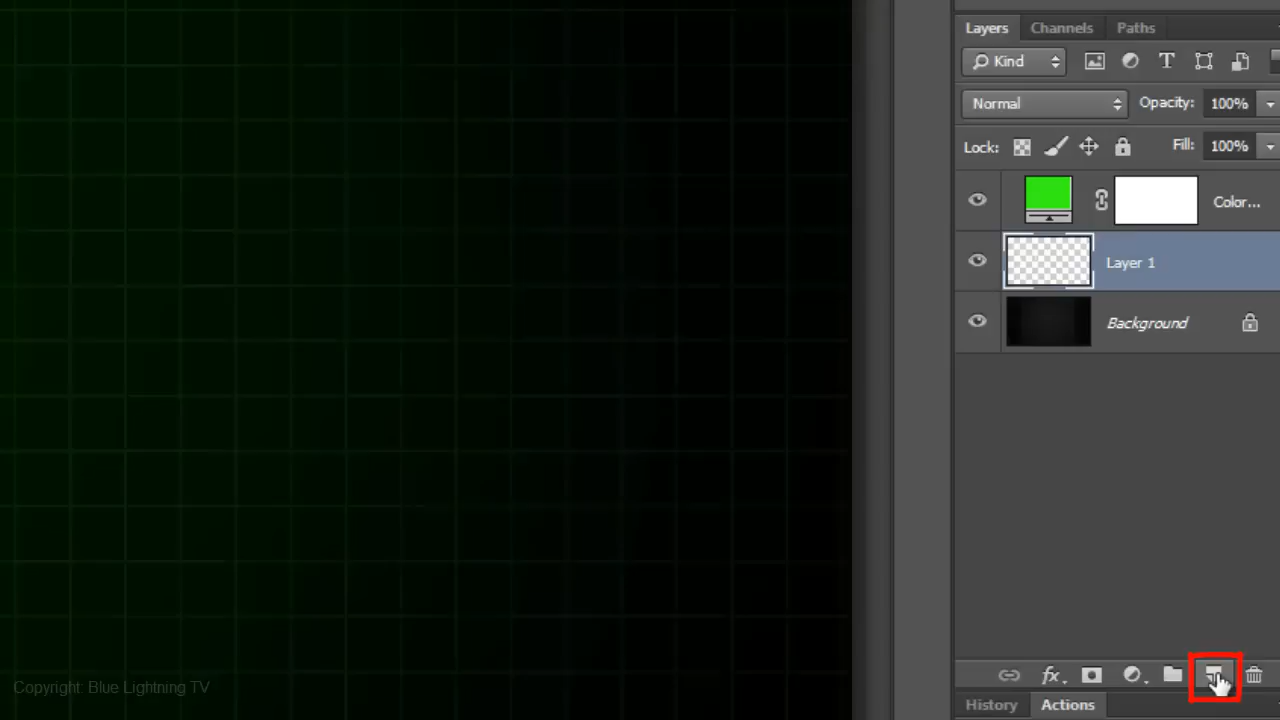 Layers Channels Paths
Kind T
Normal Opacity: 100%
Lock: Fill: 100%
Color...
Layer 1
Background
fx
History Actions
Copyright: Blue Lightning TV